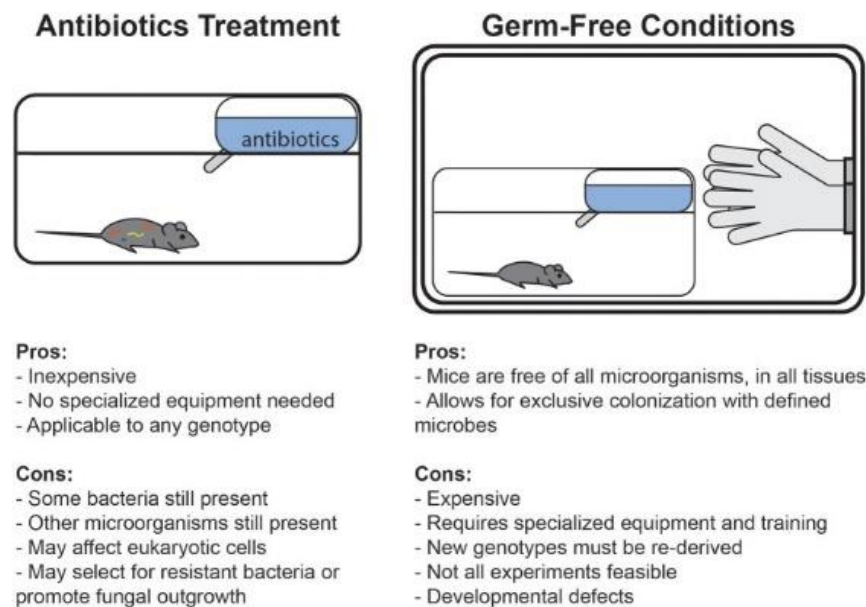 Antibiotics Treatment
antibiotics
Pros:
- Inexpensive
- No specialized equipment needed
- Applicable to any genotype
Cons:
- Some bacteria still present
- Other microorganisms still present
- May affect eukaryotic cells
- May select for resistant bacteria or
promote fungal outgrowth
Germ-Free Conditions
Pros:
- Mice are free of all microorganisms, in all tissues
- Allows for exclusive colonization with defined
microbes
Cons:
- Expensive
- Requires specialized equipment and training
- New genotypes must be re-derived
- Not all experiments feasible
- Developmental defects